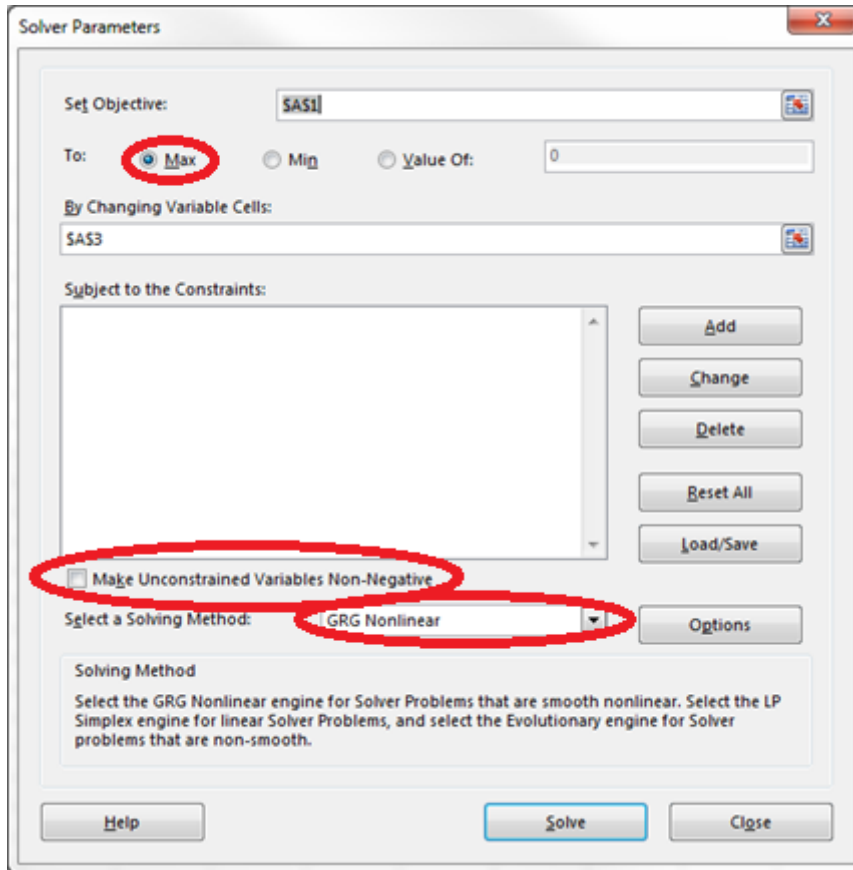 Solver Parameters
Set Objective: $A$1
To: Max Min Value Of: 0
By Changing Variable Cells:
$A$3
Subject to the Constraints:
Add
Change
Delete
Reset All
Load/Save
Make Unconstrained Variables Non-Negative
Select a Solving Method: GRG Nonlinear Options
Solving Method
Select the GRG Nonlinear engine for Solver Problems that are smooth nonlinear. Select the LP
Simplex engine for linear Solver Problems, and select the Evolutionary engine for Solver
problems that are non-smooth.
Help Solve Close